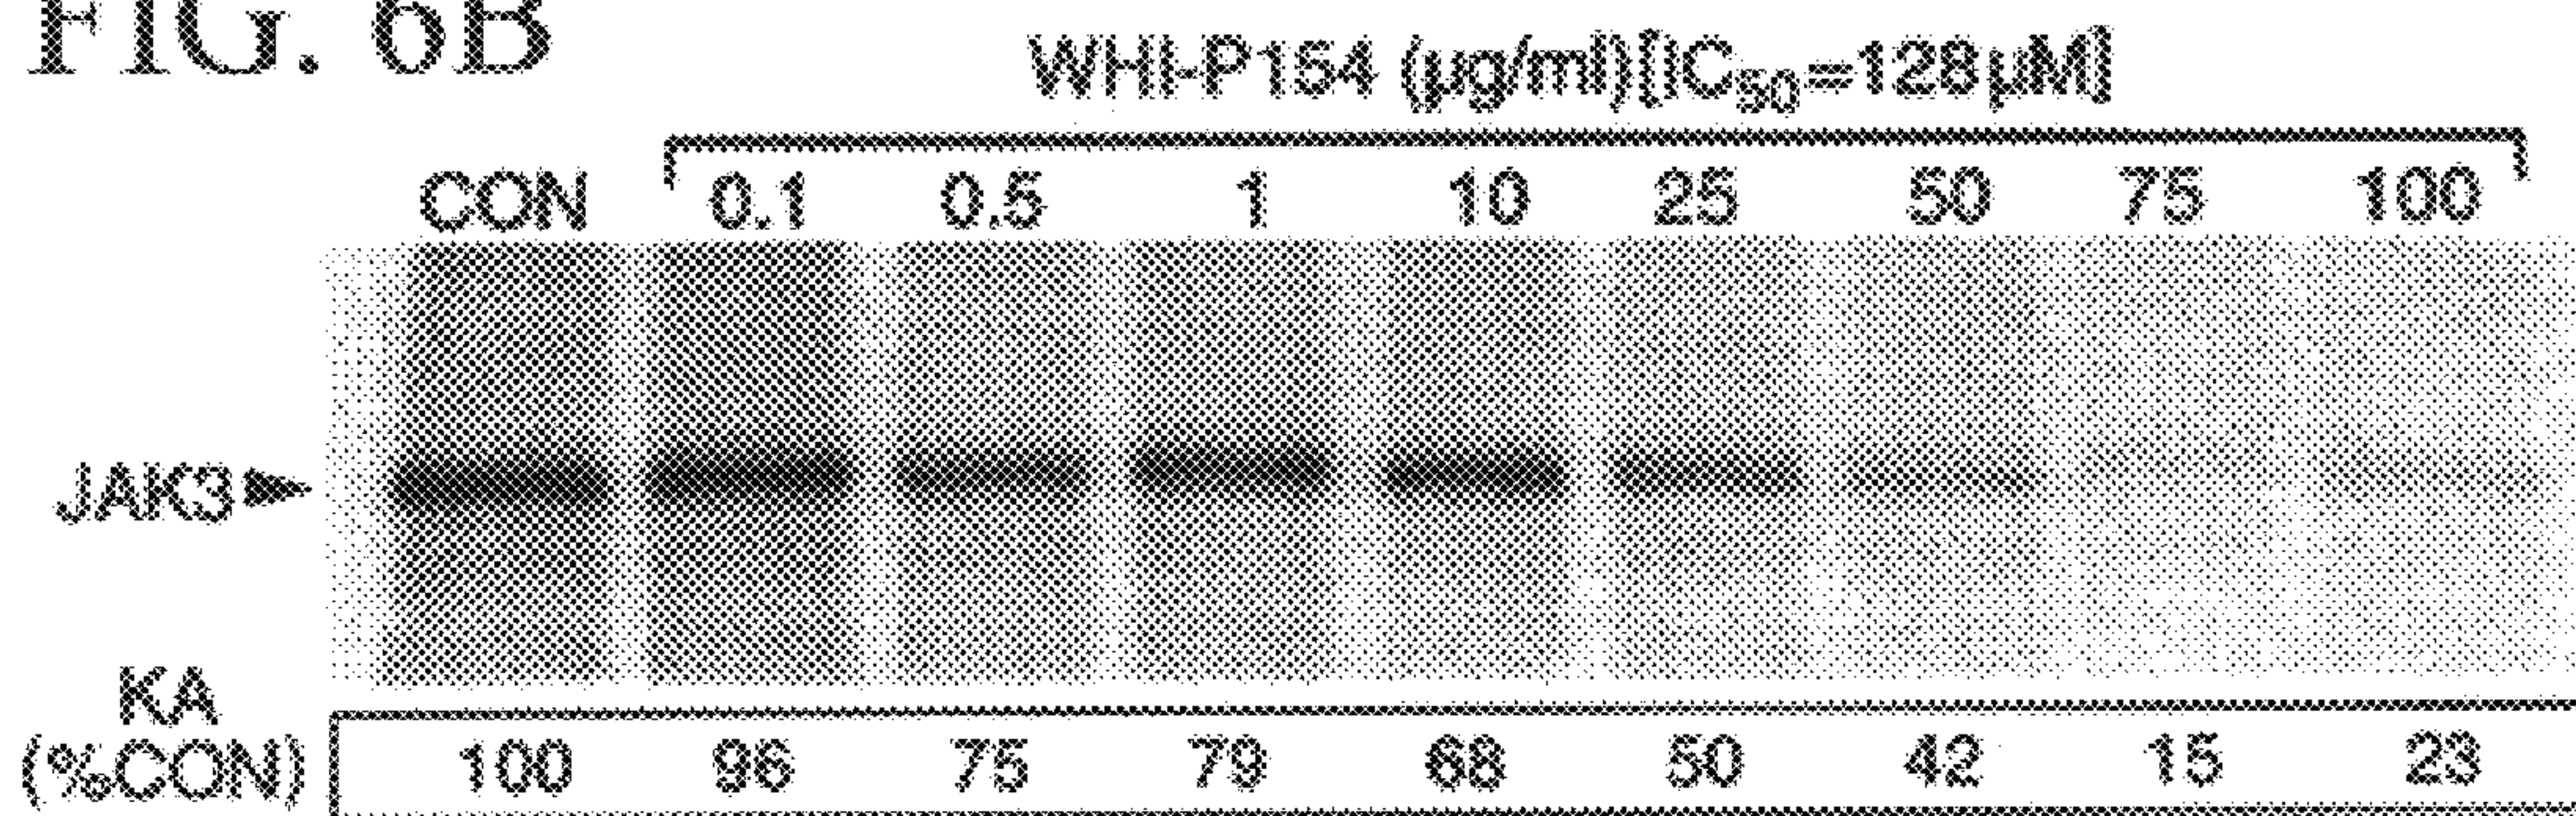 FIG. 6B
WHI-P154 (µg/ml)[IC50=128µM]
CON 0.1 0.5 1 10 25 50 75 100
JAK3
KA
(%CON) 100 96 75 79 68 50 42 15 23